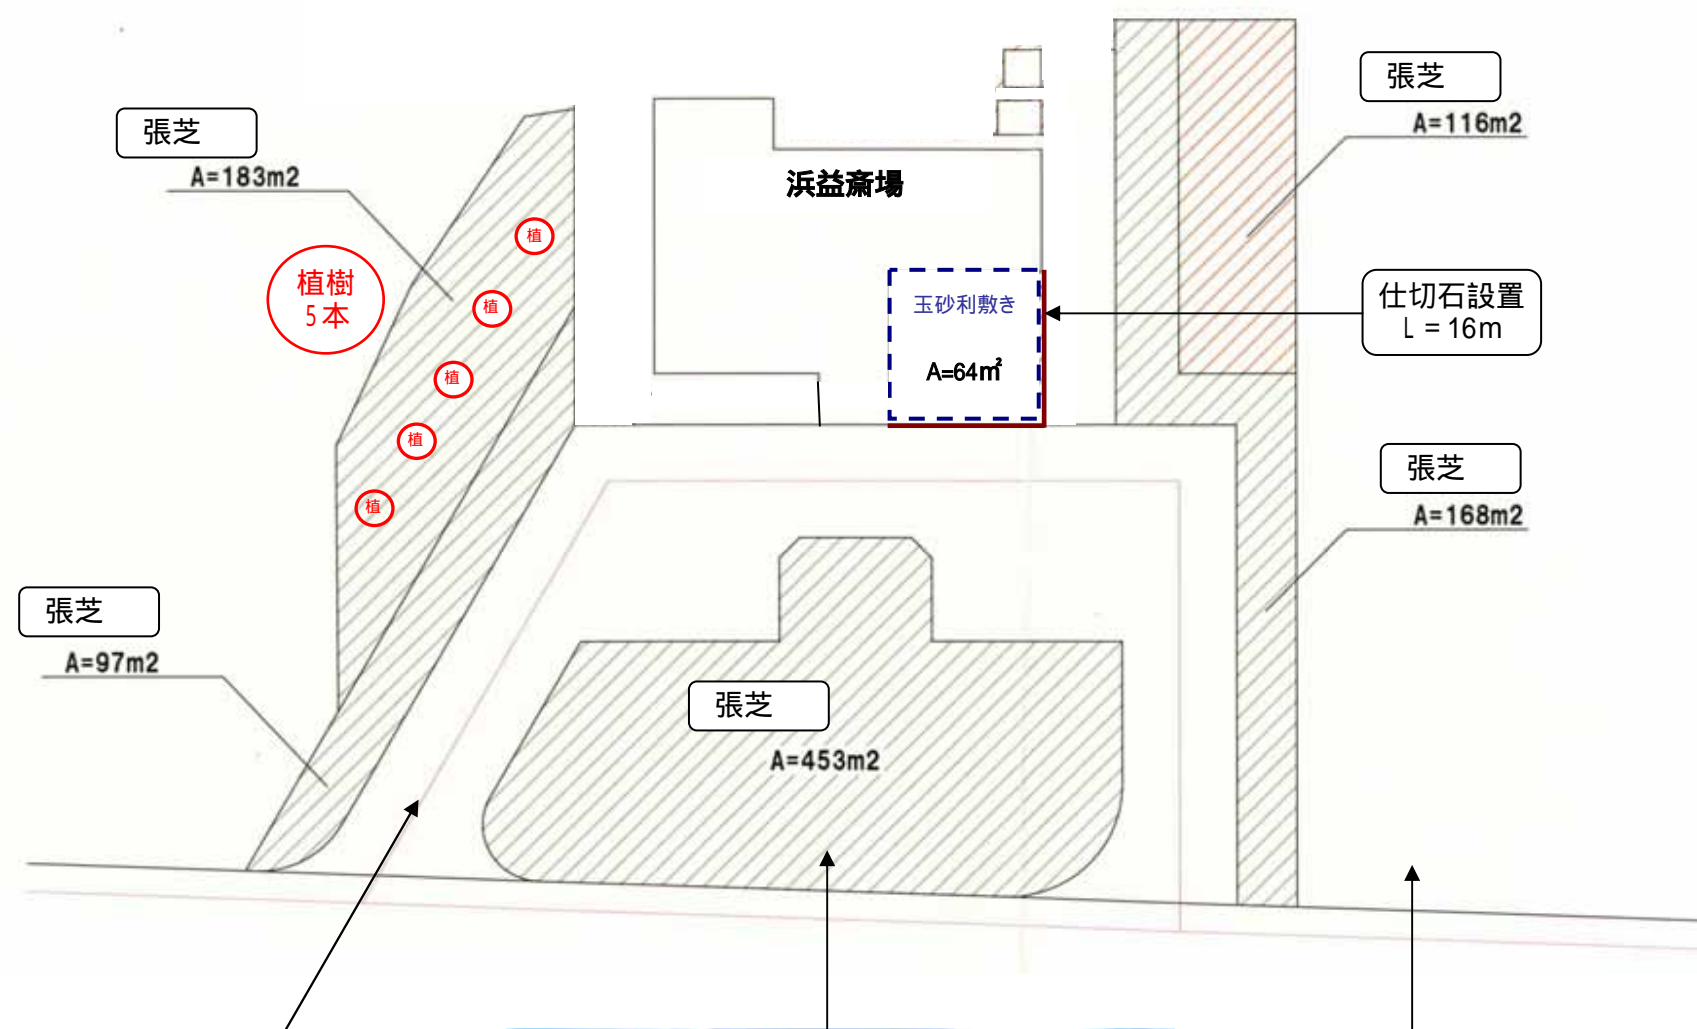 張芝
A=116m2
張芝
A=183m2
浜益斎場
植
植樹
5本
植
植
植
植
玉砂利敷き
A=64㎡
仕切石設置
L=16m
張芝
A=168m2
張芝
A=97m2
張芝
A=453m2